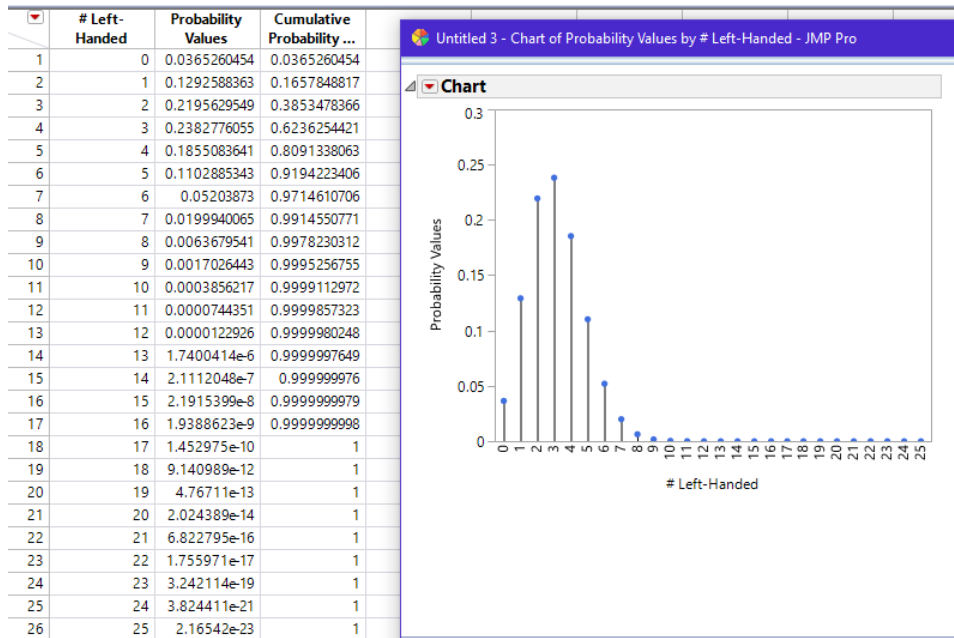 # Left-Handed Probability Values Cumulative Probability ...
1 0 0.0365260454 0.0365260454
2 1 0.1292588363 0.1657848817
3 2 0.2195629549 0.3853478366
4 3 0.2382776055 0.6236254421
5 4 0.1855083641 0.8091338063
6 5 0.1102885343 0.9194223406
7 6 0.05203873 0.9714610706
8 7 0.0199940065 0.9914550771
9 8 0.0063679541 0.9978230312
10 9 0.0017026443 0.9995256755
11 10 0.0003856217 0.9999112972
12 11 0.0000744351 0.9999857323
13 12 0.0000122926 0.9999980248
14 13 1.7400414e-6 0.9999997649
15 14 2.1112048e-7 0.999999976
16 15 2.1915399e-8 0.9999999979
17 16 1.9388623e-9 0.9999999998
18 17 1.452975e-10 1
19 18 9.140989e-12 1
20 19 4.76711e-13 1
21 20 2.024389e-14 1
22 21 6.822795e-16 1
23 22 1.755971e-17 1
24 23 3.242114e-19 1
25 24 3.824411e-21 1
26 25 2.16542e-23 1
Untitled 3 - Chart of Probability Values by # Left-Handed - JMP Pro
Chart
0.3
0.25
0.2
0.15
0.1
0.05
0
Probability Values
0 1 2 3 4 5 6 7 8 9 10 11 12 13 14 15 16 17 18 19 20 21 22 23 24 25
# Left-Handed